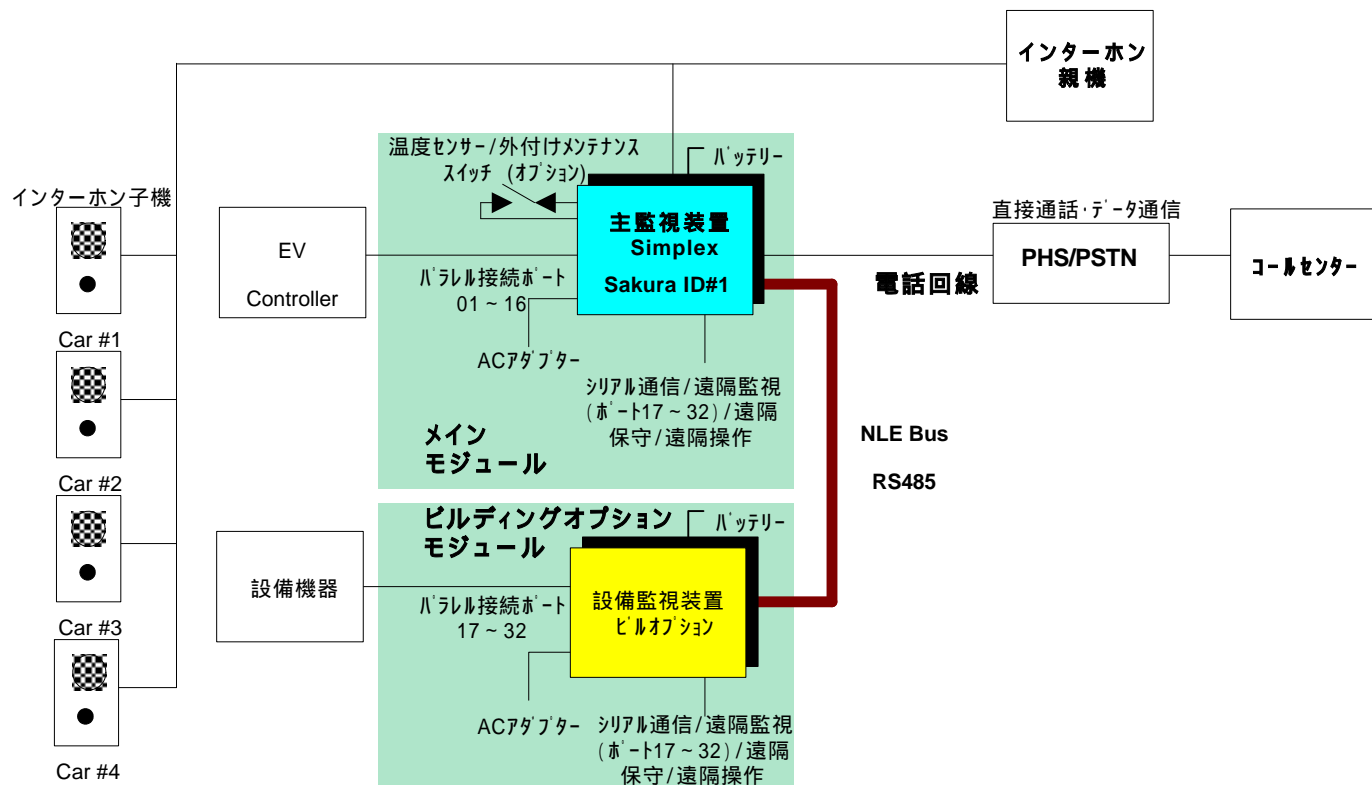 インターホン
親機
温度ｾﾝｻｰ/外付けﾒﾝﾃﾅﾝｽ
ｽｲｯﾁ (ｵﾌﾟｼｮﾝ)
ﾊﾞｯﾃﾘｰ
インターホン子機
Car #1
Car #2
Car #3
Car #4
EV
Controller
主監視装置
Simplex
Sakura ID#1
ﾊﾟﾗﾚﾙ接続ﾎﾟｰﾄ
01 ~ 16
ACｱﾀﾞﾌﾟﾀｰ
ｼﾘｱﾙ通信/遠隔監視
(ﾎﾟｰﾄ17 ~ 32)/遠隔
保守/遠隔操作
メイン
モジュール
直接通話･ﾃﾞｰﾀ通信
PHS/PSTN
電話回線
ｺｰﾙｾﾝﾀｰ
NLE Bus
RS485
ビルディングオプション
モジュール
ﾊﾞｯﾃﾘｰ
設備機器
ﾊﾟﾗﾚﾙ接続ﾎﾟｰﾄ
17 ~ 32
設備監視装置
ﾋﾞﾙｵﾌﾟｼｮﾝ
ACｱﾀﾞﾌﾟﾀｰ
ｼﾘｱﾙ通信/遠隔監視
(ﾎﾟｰﾄ17 ~ 32)/遠隔
保守/遠隔操作